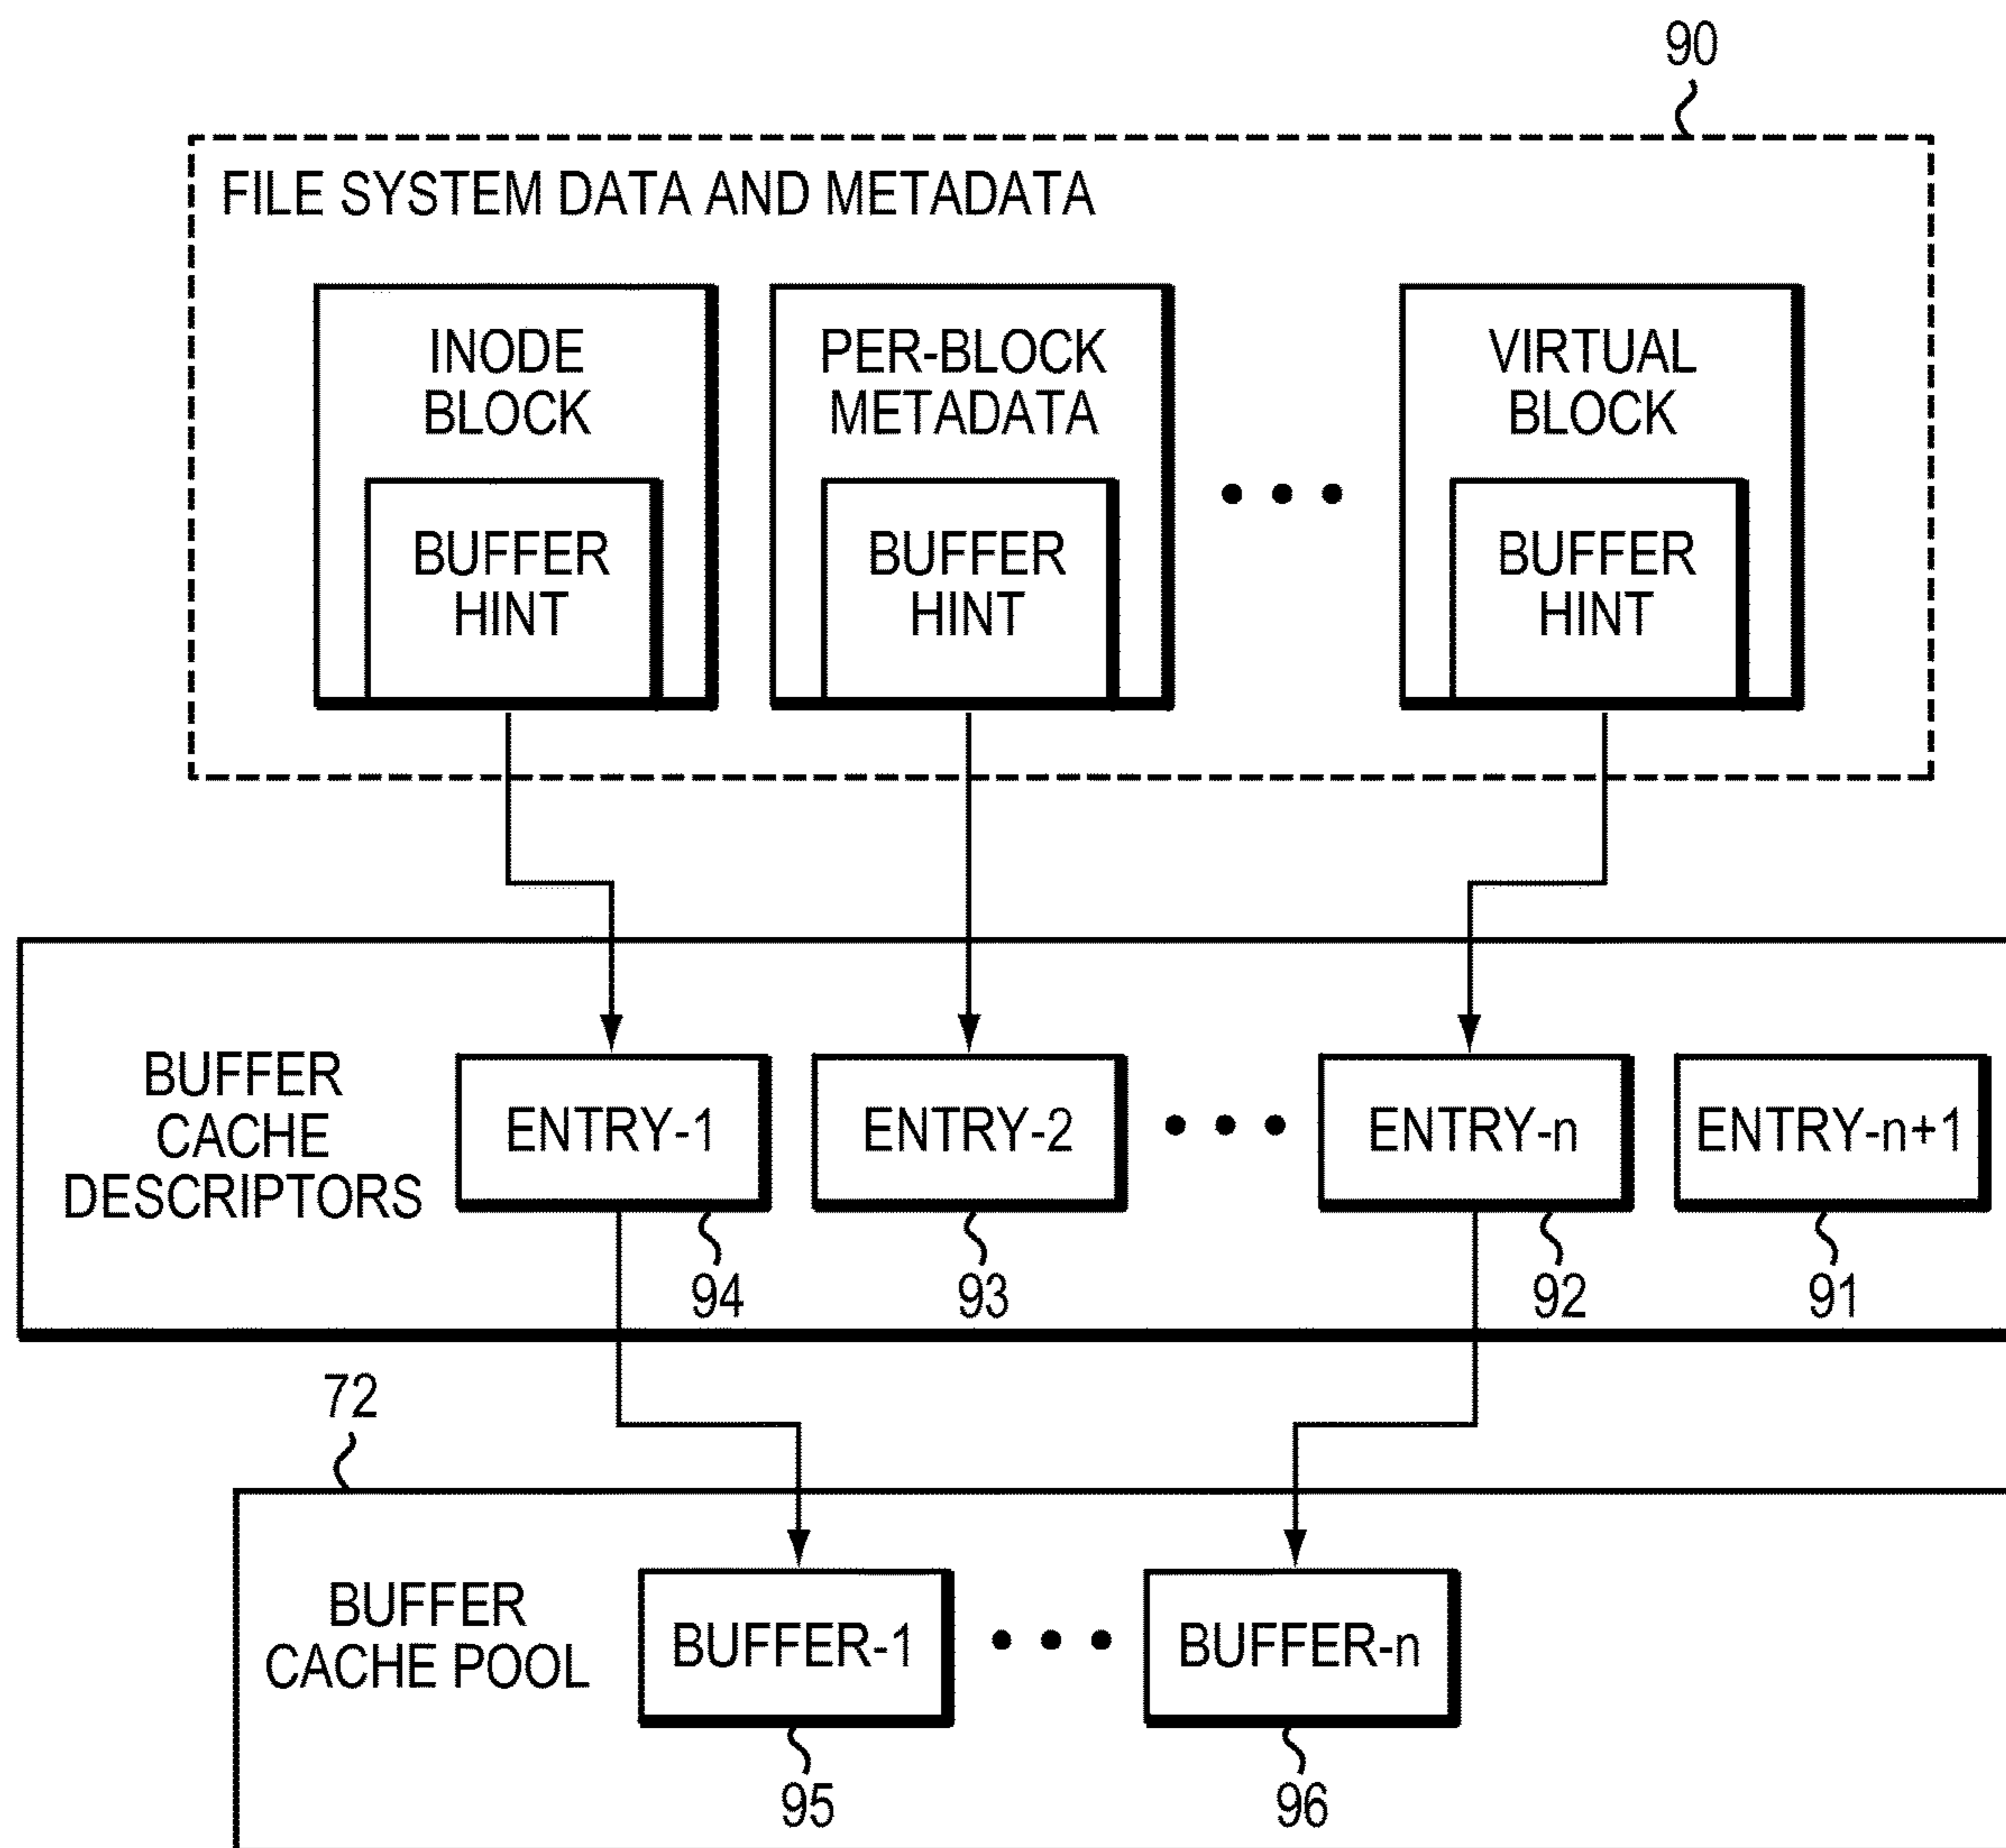 90
FILE SYSTEM DATA AND METADATA
INODE
BLOCK
BUFFER
HINT
PER-BLOCK
METADATA
BUFFER
HINT
VIRTUAL
BLOCK
BUFFER
HINT
BUFFER
CACHE
DESCRIPTORS
ENTRY-1
ENTRY-2
ENTRY-n
ENTRY-n+1
94
93
92
91
72
BUFFER
CACHE POOL
BUFFER-1
BUFFER-n
95
96